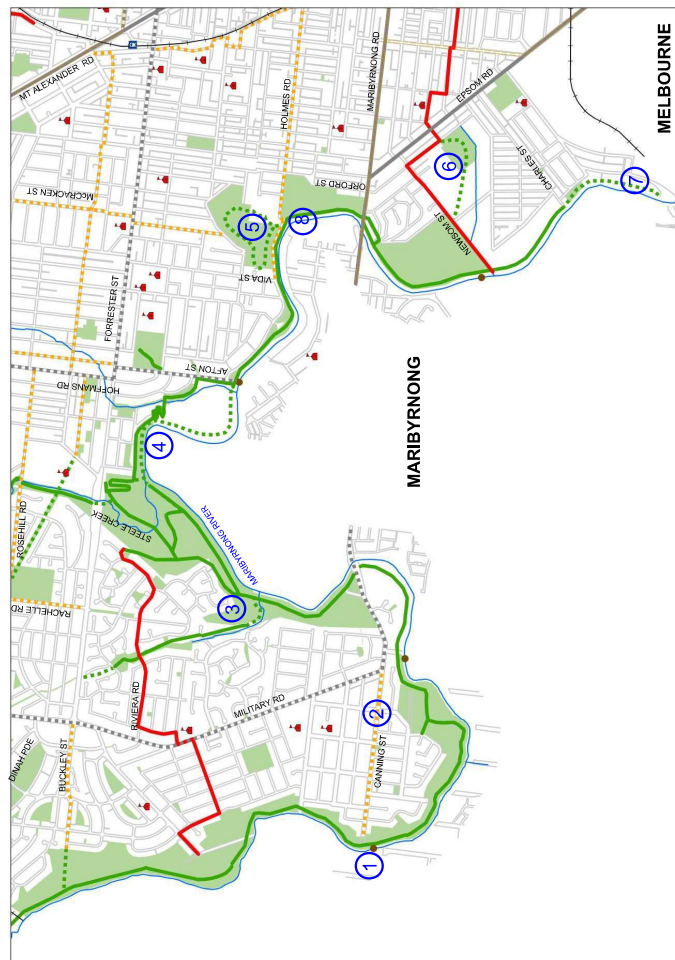 MT ALEXANDER RD
McCRACKEN ST
HOLMES RD
MARIBYRNONG RD
EPSOM RD
MELBOURNE
ORFORD ST
CHARLES ST
6
7
5
8
NEWSOM ST
VIDA ST
FORRESTER ST
AFTON ST
HOFFMANS RD
4
MARIBYRNONG
ROSEHILL RD
STEELE CREEK
MARIBYRNONG RIVER
RACHELLE RD
3
RIVIERA RD
MILITARY RD
2
CANNING ST
DINAH PDE
BUCKLEY ST
1